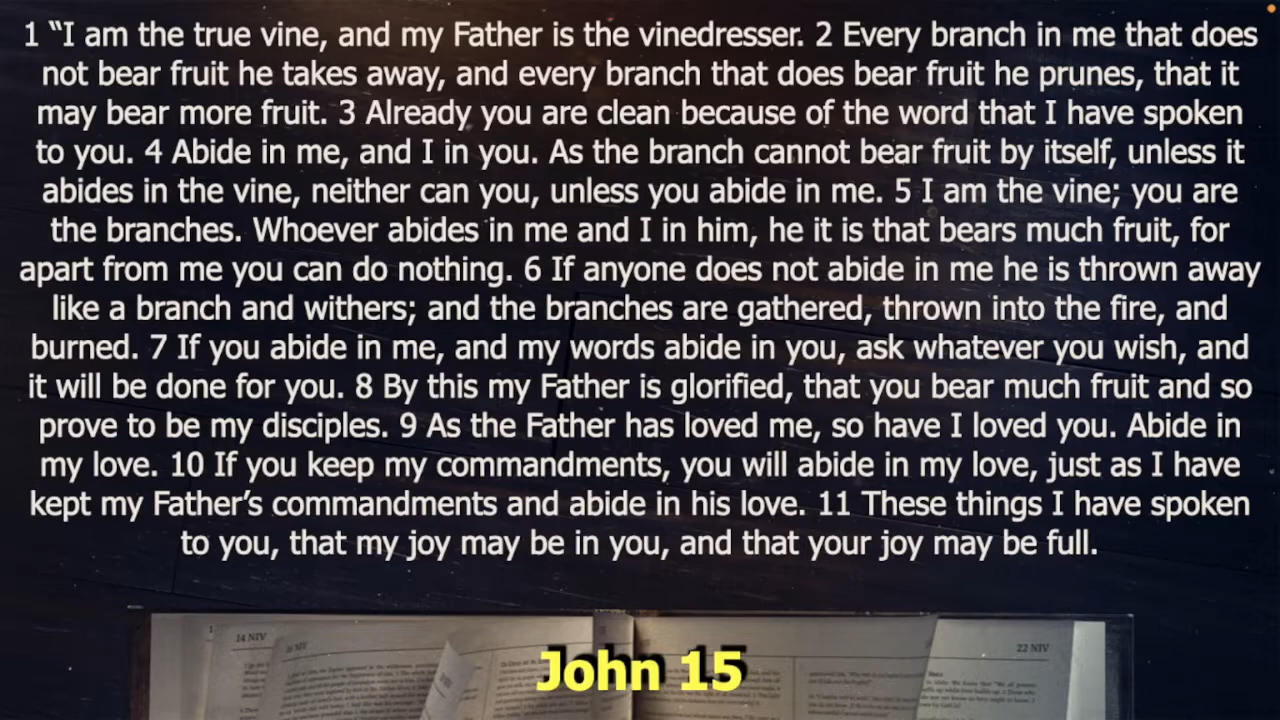 1 “I am the true vine, and my Father is the vinedresser. 2 Every branch in me that does
not bear fruit he takes away, and every branch that does bear fruit he prunes, that it
may bear more fruit. 3 Already you are clean because of the word that I have spoken
to you. 4 Abide in me, and I in you. As the branch cannot bear fruit by itself, unless it
abides in the vine, neither can you, unless you abide in me. 5 I am the vine; you are
the branches. Whoever abides in me and I in him, he it is that bears much fruit, for
apart from me you can do nothing. 6 If anyone does not abide in me he is thrown away
like a branch and withers; and the branches are gathered, thrown into the fire, and
burned. 7 If you abide in me, and my words abide in you, ask whatever you wish, and
it will be done for you. 8 By this my Father is glorified, that you bear much fruit and so
prove to be my disciples. 9 As the Father has loved me, so have I loved you. Abide in
my love. 10 If you keep my commandments, you will abide in my love, just as I have
kept my Father’s commandments and abide in his love. 11 These things I have spoken
to you, that my joy may be in you, and that your joy may be full.
14 NIV
22 NIV
John 15